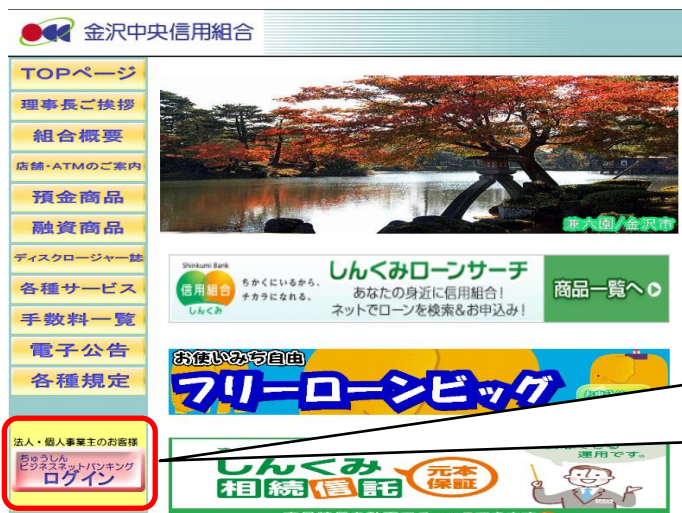 金沢中央信用組合
TOPページ
理事長ご挨拶
組合概要
店舗・ATMのご案内
預金商品
融資商品
ディスクロージャー誌
各種サービス
手数料一覧
電子公告
各種規定
法人・個人事業主のお客様
ちゅうしん
ビジネスネットバンキング
ログイン
兼六園/金沢市
Shinkumi Bank
信用組合
しんくみ
ちかくにいるから、
チカラになれる。
しんくみローンサーチ
あなたの身近に信用組合!
ネットでローンを検索&お申込み!
商品一覧へ
お使いみち自由
フリーローンビッグ
しんくみ
相続信託
元本
保証
運用です。